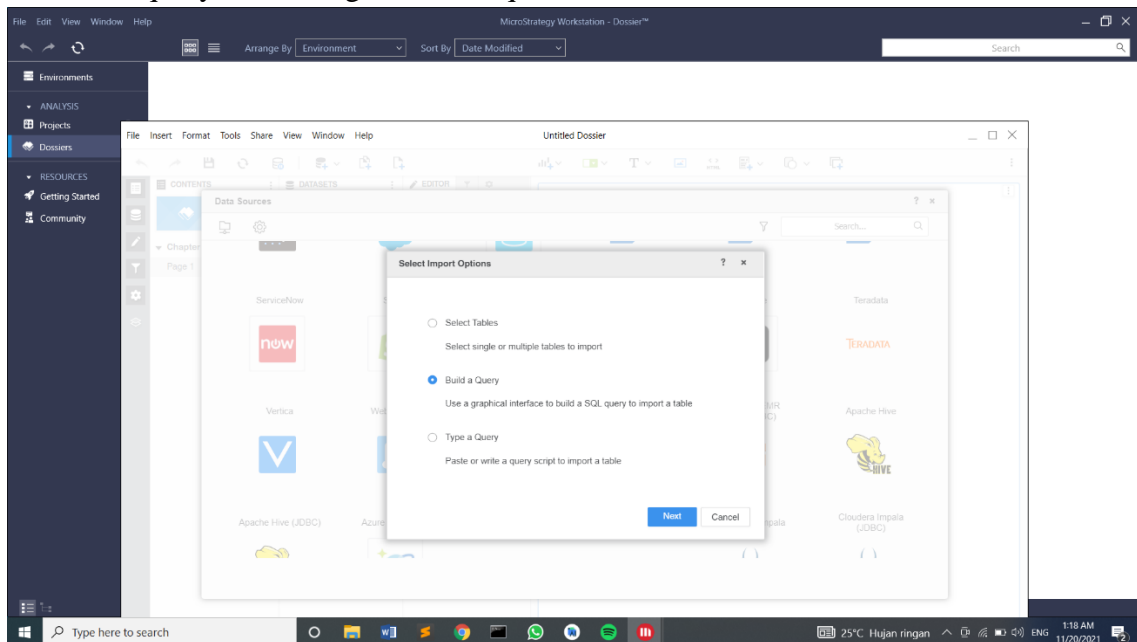 File Edit View Window Help
MicroStrategy Workstation - Dossier™
Arrange By Environment Sort By Date Modified Search
Environments
ANALYSIS
Projects
Dossiers
RESOURCES
Getting Started
Community
File Insert Format Tools Share View Window Help
Untitled Dossier
CONTENTS DATASETS EDITOR
Chapter
Page 1
Data Sources ? ×
Search...
Select Import Options ? ×
Select Tables
Select single or multiple tables to import
Build a Query
Use a graphical interface to build a SQL query to import a table
Type a Query
Paste or write a query script to import a table
Next Cancel
ServiceNow Teradata
now TERADATA
Vertica Apache Hive
V HIVE
Apache Hive (JDBC) Azure Cloudera Impala
(JDBC)
Type here to search
25°C Hujan ringan ENG 1:18 AM
11/20/2021